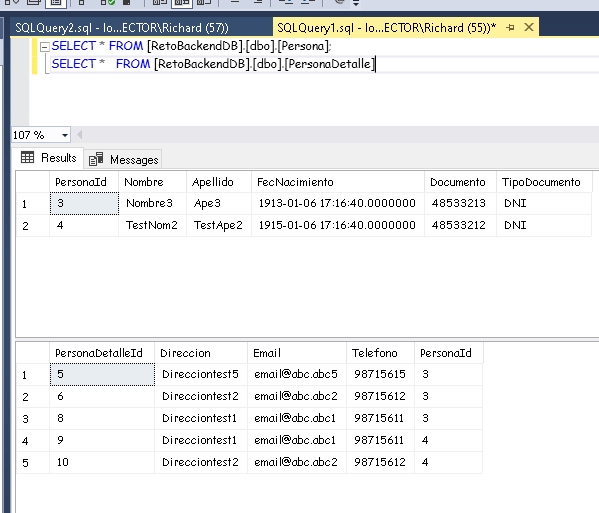 SQLQuery2.sql - lo...ECTOR\Richard (57)) SQLQuery1.sql - lo...ECTOR\Richard (55))*
SELECT * FROM [RetoBackendDB].[dbo].[Persona];
SELECT * FROM [RetoBackendDB].[dbo].[PersonaDetalle]
107 %
Results Messages
PersonaId Nombre Apellido FecNacimiento Documento TipoDocumento
1 3 Nombre3 Ape3 1913-01-06 17:16:40.0000000 48533213 DNI
2 4 TestNom2 TestApe2 1915-01-06 17:16:40.0000000 48533212 DNI
PersonaDetalleId Direccion Email Telefono PersonaId
1 5 Direcciontest5 email@abc.abc5 98715615 3
2 6 Direcciontest2 email@abc.abc2 98715612 3
3 8 Direcciontest1 email@abc.abc1 98715611 3
4 9 Direcciontest1 email@abc.abc1 98715611 4
5 10 Direcciontest2 email@abc.abc2 98715612 4